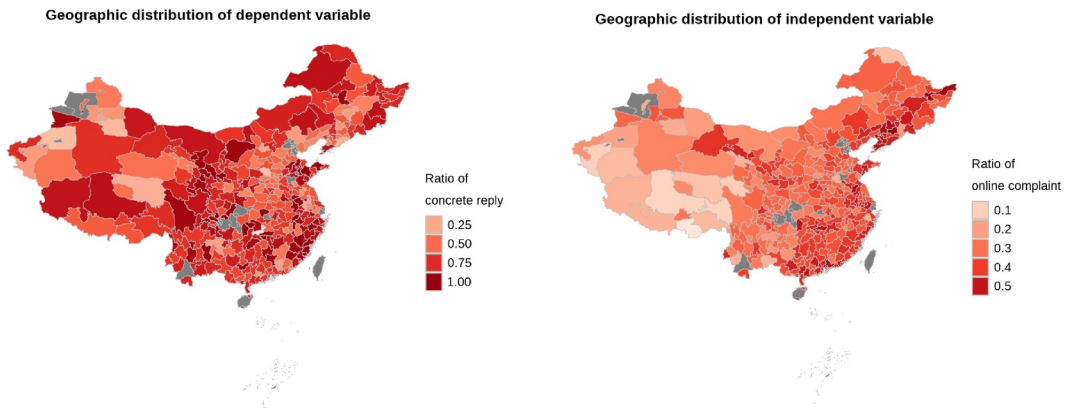 Geographic distribution of dependent variable
Ratio of
concrete reply
0.25
0.50
0.75
1.00
Geographic distribution of independent variable
Ratio of
online complaint
0.1
0.2
0.3
0.4
0.5